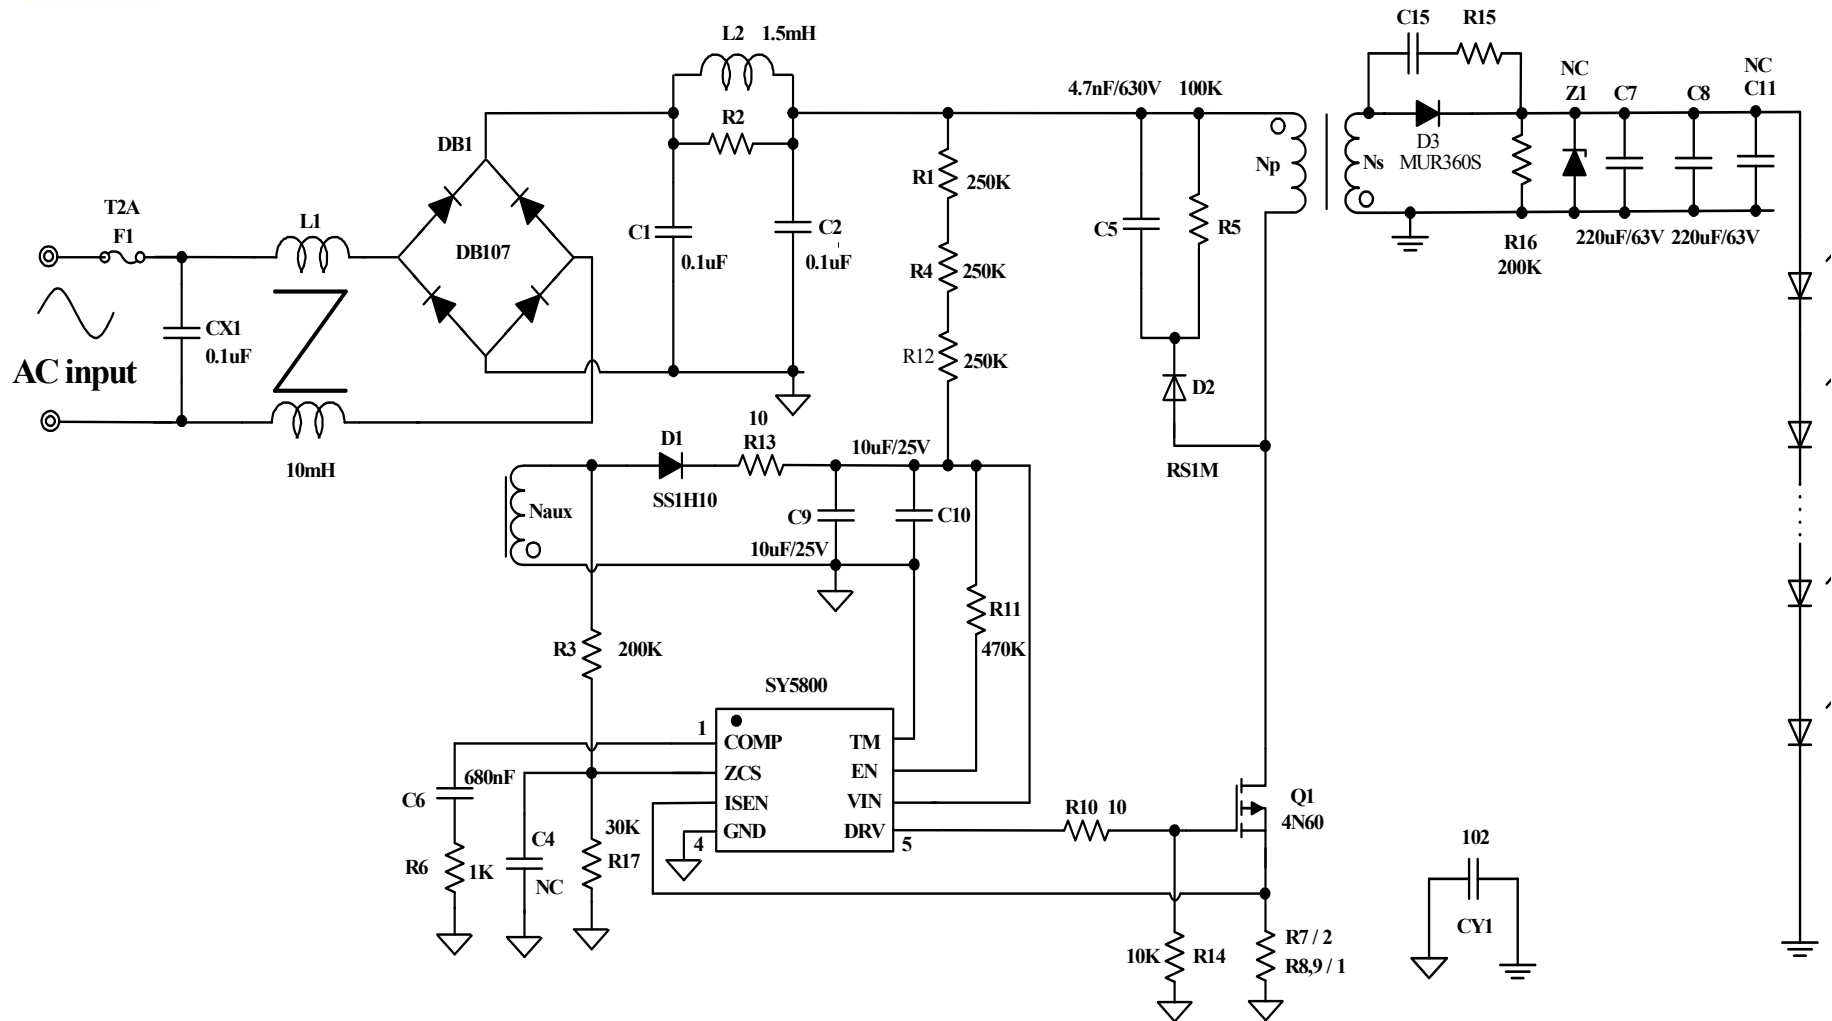 C15 R15
L2 1.5mH
4.7nF/630V 100K
NC
Z1
C7
C8
NC
C11
R2
DB1
D3
MUR360S
Np
Ns
R1
250K
T2A
F1
L1
DB107
C1
0.1uF
C2
0.1uF
C5
R5
R16
200K
220uF/63V 220uF/63V
R4
250K
CX1
0.1uF
R12
250K
AC input
D2
RS1M
10mH
D1
SS1H10
10
R13
10uF/25V
Naux
C9
C10
10uF/25V
R11
470K
R3
200K
SY5800
1
COMP
ZCS
ISEN
GND
4
TM
EN
VIN
DRV
5
680nF
C6
R6
1K
C4
NC
30K
R17
R10 10
Q1
4N60
10K
R14
R7 / 2
R8,9 / 1
102
CY1